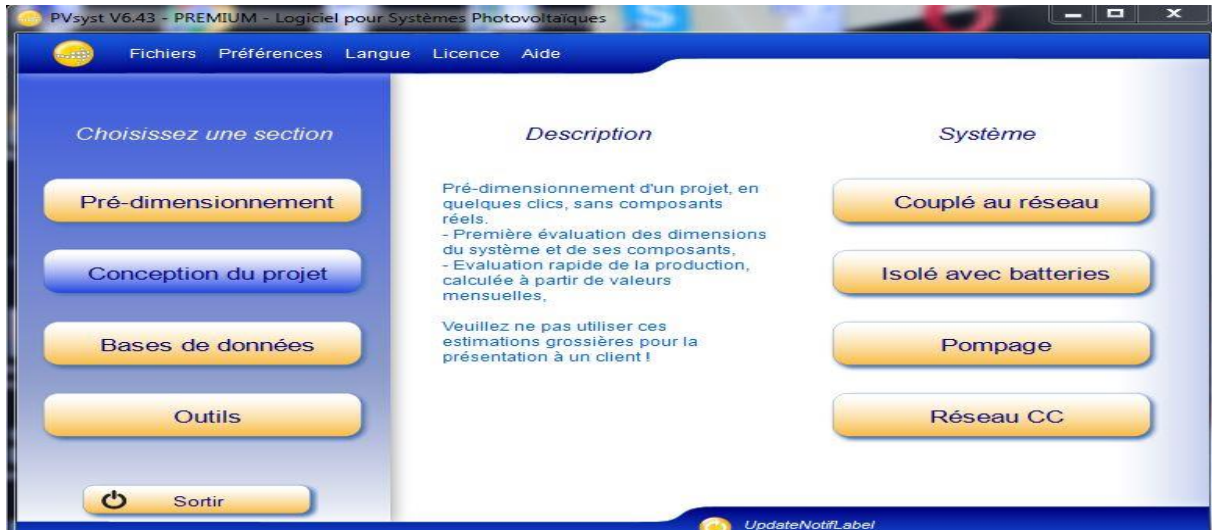 PVsyst V6.43 - PREMIUM - Logiciel pour Systèmes Photovoltaïques
Fichiers Préférences Langue Licence Aide
Choisissez une section
Pré-dimensionnement
Conception du projet
Bases de données
Outils
Sortir
Description
Pré-dimensionnement d'un projet, en
quelques clics, sans composants
réels.
- Première évaluation des dimensions
du système et de ses composants,
- Evaluation rapide de la production,
calculée à partir de valeurs
mensuelles,
Veuillez ne pas utiliser ces
estimations grossières pour la
présentation à un client !
Système
Couplé au réseau
Isolé avec batteries
Pompage
Réseau CC
UpdateNotifLabel